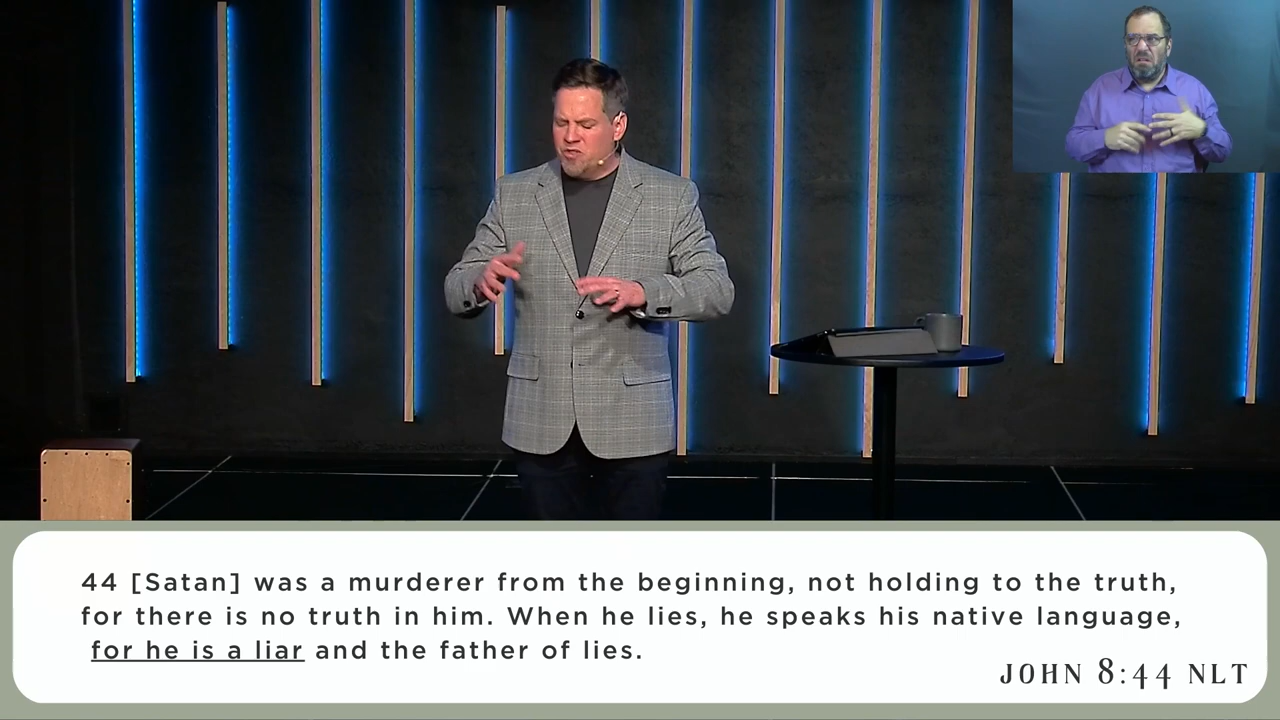 44 [Satan] was a murderer from the beginning, not holding to the truth,
for there is no truth in him. When he lies, he speaks his native language,
for he is a liar and the father of lies.
JOHN 8:44 NLT